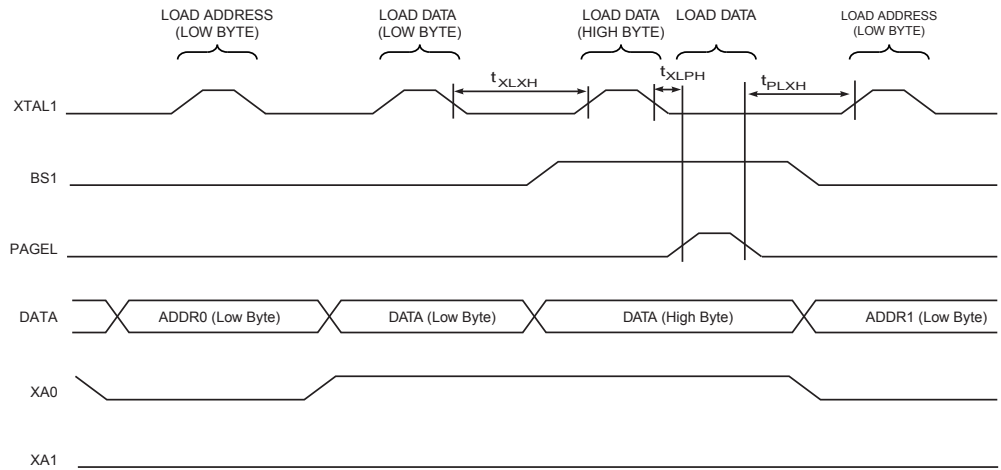 LOAD ADDRESS
(LOW BYTE)
LOAD DATA
(LOW BYTE)
LOAD DATA
(HIGH BYTE)
LOAD DATA
LOAD ADDRESS
(LOW BYTE)
tXLXH
tXLPH
tPLXH
XTAL1
BS1
PAGEL
DATA
ADDR0 (Low Byte)
DATA (Low Byte)
DATA (High Byte)
ADDR1 (Low Byte)
XA0
XA1